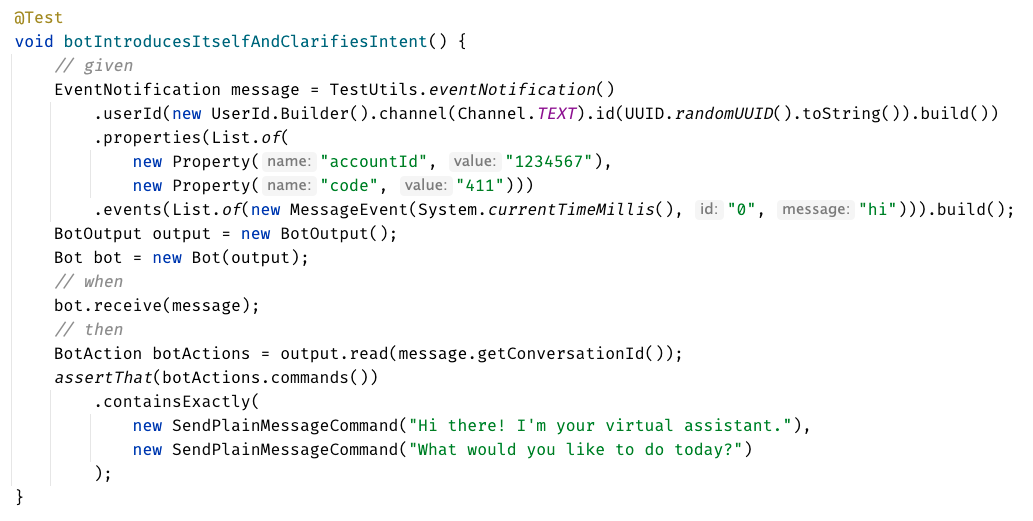 @Test
void botIntroducesItselfAndClarifiesIntent() {
    // given
    EventNotification message = TestUtils.eventNotification()
        .userId(new UserId.Builder().channel(Channel.TEXT).id(UUID.randomUUID().toString()).build())
        .properties(List.of(
            new Property( name: "accountId", value: "1234567"),
            new Property( name: "code", value: "411")))
        .events(List.of(new MessageEvent(System.currentTimeMillis(), id: "0", message: "hi"))).build();
    BotOutput output = new BotOutput();
    Bot bot = new Bot(output);
    // when
    bot.receive(message);
    // then
    BotAction botActions = output.read(message.getConversationId());
    assertThat(botActions.commands())
        .containsExactly(
            new SendPlainMessageCommand("Hi there! I'm your virtual assistant."),
            new SendPlainMessageCommand("What would you like to do today?")
        );
}